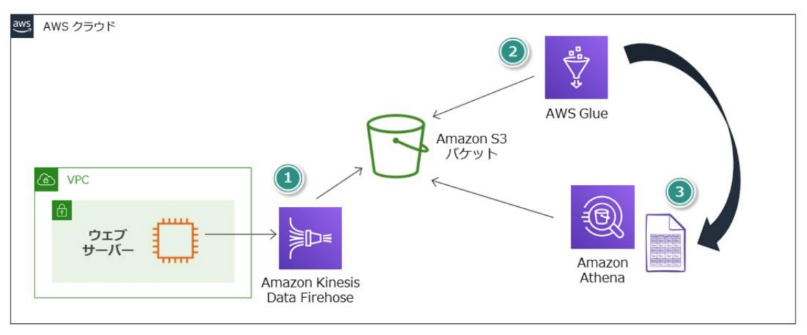 aws
AWS クラウド
2
AWS Glue
Amazon S3
バケット
1
VPC
ウェブ
サーバー
Amazon Kinesis
Data Firehose
3
Amazon
Athena